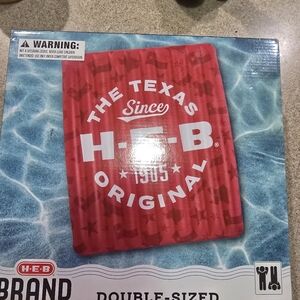 WARNING:
THE TEXAS
Since
H-E-B
1905
ORIGINAL
H-E-B
BRAND
DOUBLE-SIZED